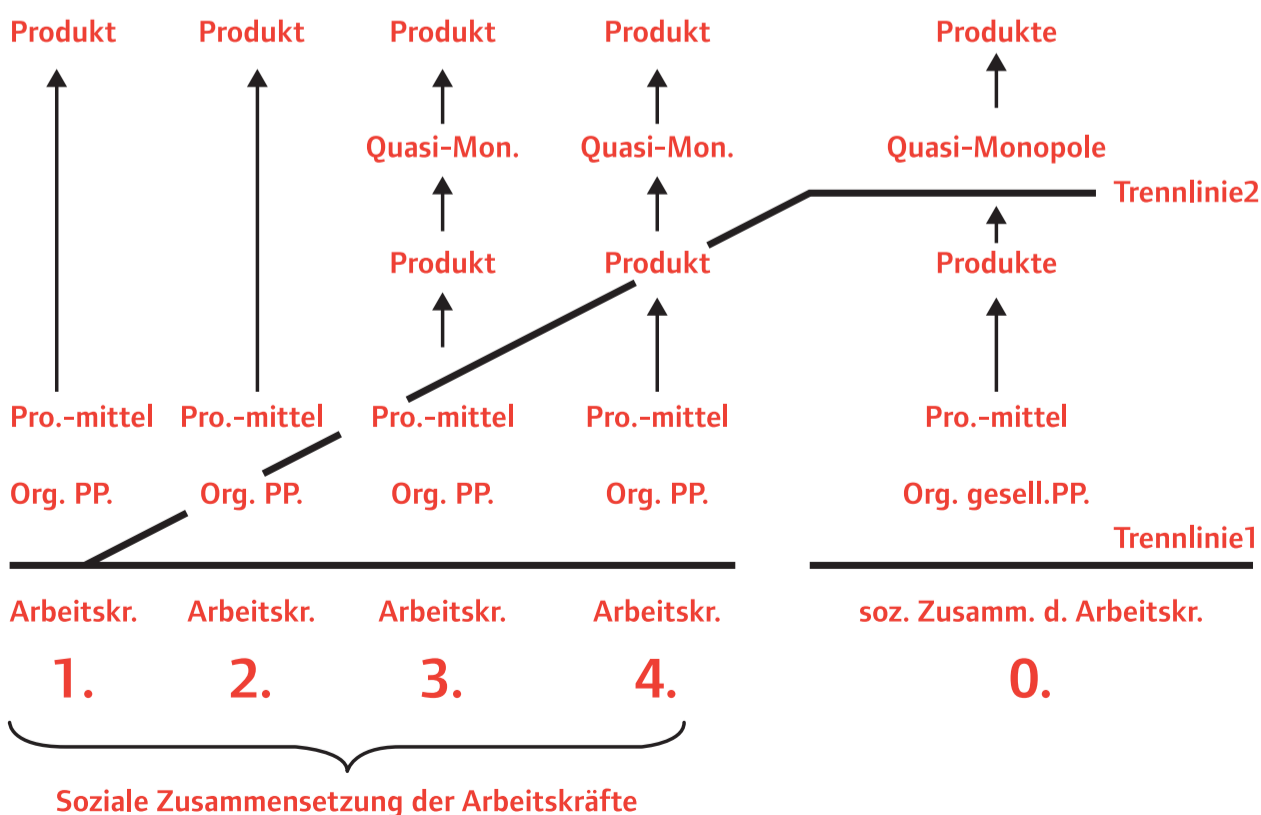 Produkt Produkt Produkt Produkt Produkte
Quasi-Mon. Quasi-Mon. Quasi-Monopole
Trennlinie2
Produkt Produkt Produkte
Pro.-mittel Pro.-mittel Pro.-mittel Pro.-mittel Pro.-mittel
Org. PP. Org. PP. Org. PP. Org. PP. Org. gesell.PP.
Trennlinie1
Arbeitskr. Arbeitskr. Arbeitskr. Arbeitskr. soz. Zusamm. d. Arbeitskr.
1. 2. 3. 4. 0.
Soziale Zusammensetzung der Arbeitskräfte